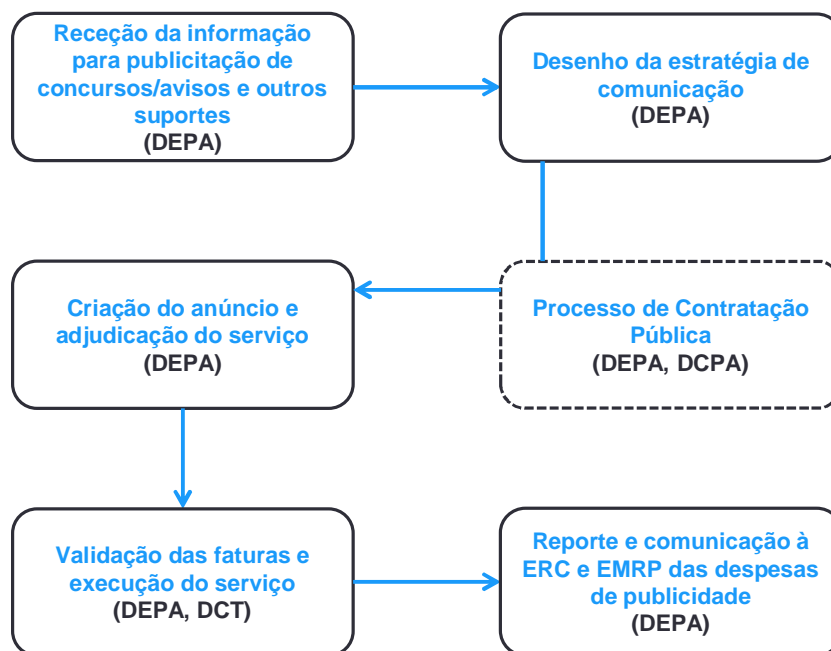 Receção da informação
para publicitação de
concursos/avisos e outros
suportes
(DEPA)
Desenho da estratégia de
comunicação
(DEPA)
Criação do anúncio e
adjudicação do serviço
(DEPA)
Processo de Contratação
Pública
(DEPA, DCPA)
Validação das faturas e
execução do serviço
(DEPA, DCT)
Reporte e comunicação à
ERC e EMRP das despesas
de publicidade
(DEPA)